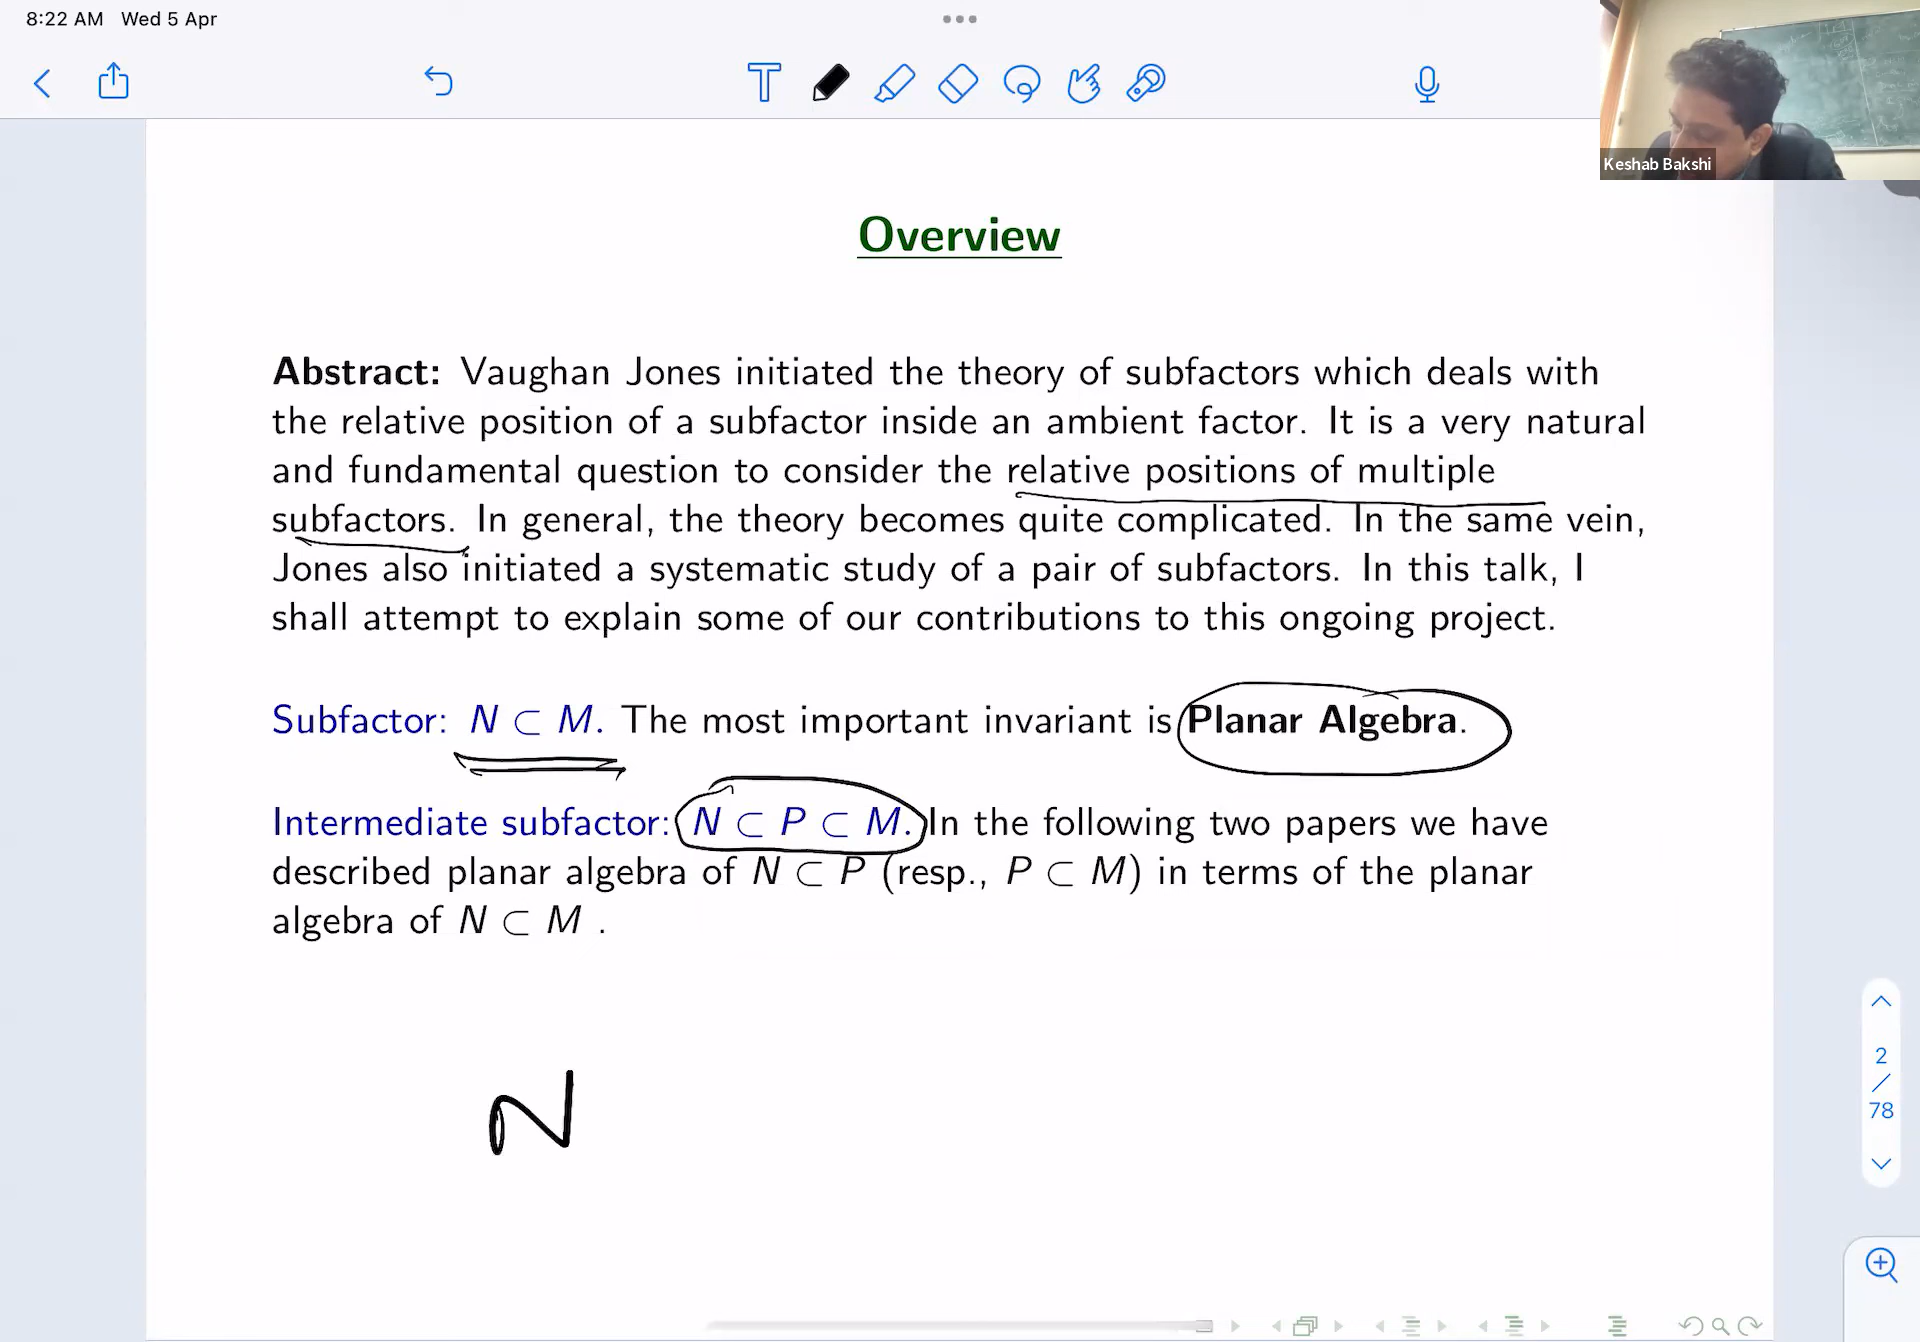 8:22 AM Wed 5 Apr
Keshab Bakshi
Overview
Abstract: Vaughan Jones initiated the theory of subfactors which deals with
the relative position of a subfactor inside an ambient factor. It is a very natural
and fundamental question to consider the relative positions of multiple
subfactors. In general, the theory becomes quite complicated. In the same vein,
Jones also initiated a systematic study of a pair of subfactors. In this talk, I
shall attempt to explain some of our contributions to this ongoing project.
Subfactor: N ⊂ M. The most important invariant is Planar Algebra.
Intermediate subfactor: N ⊂ P ⊂ M. In the following two papers we have
described planar algebra of N ⊂ P (resp., P ⊂ M) in terms of the planar
algebra of N ⊂ M .
N
2
/
78